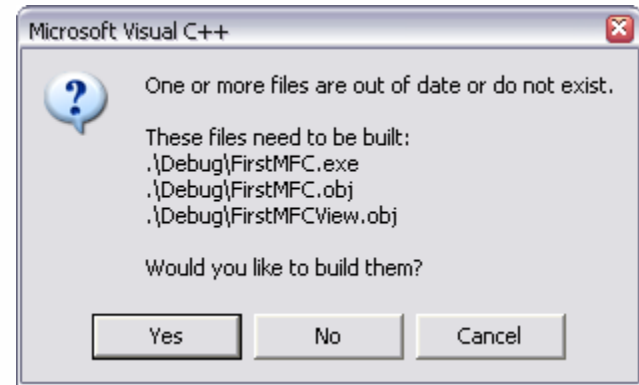 Microsoft Visual C++
One or more files are out of date or do not exist.
These files need to be built:
.\Debug\FirstMFC.exe
.\Debug\FirstMFC.obj
.\Debug\FirstMFCView.obj
Would you like to build them?
Yes No Cancel